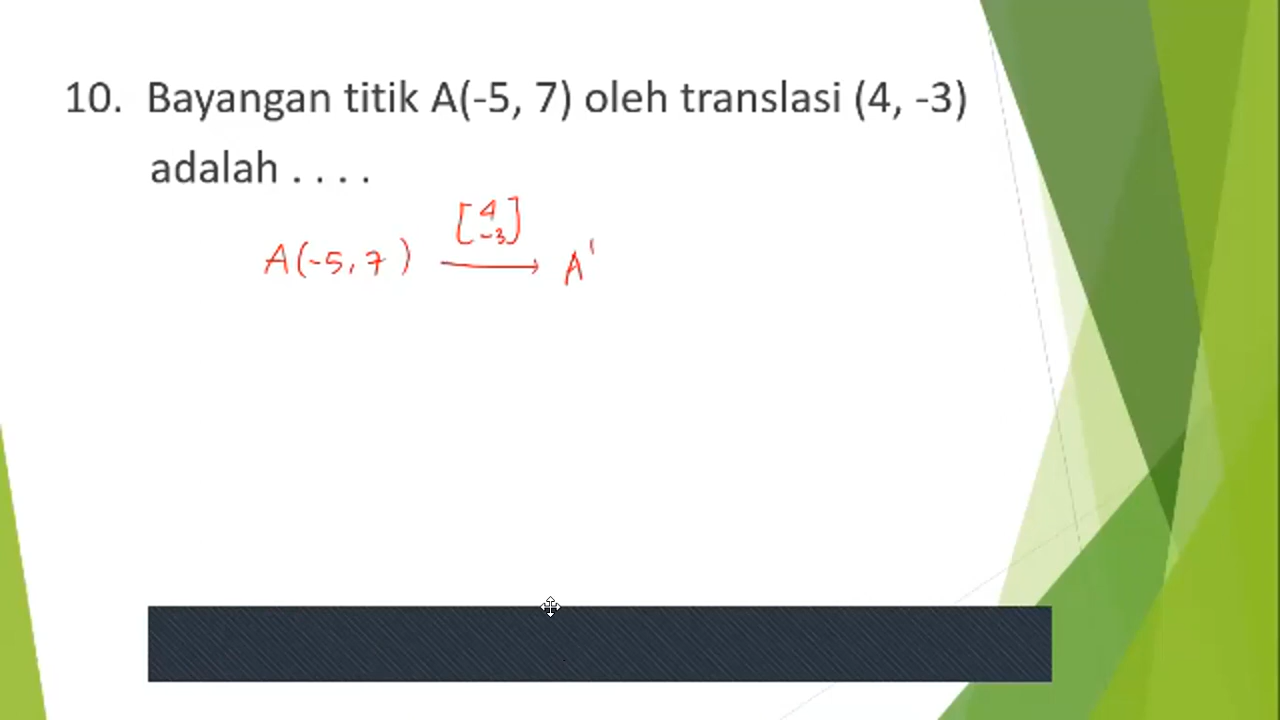 10. Bayangan titik A(-5, 7) oleh translasi (4, -3)
adalah . . . .
[4
-3]
A(-5, 7) → A'